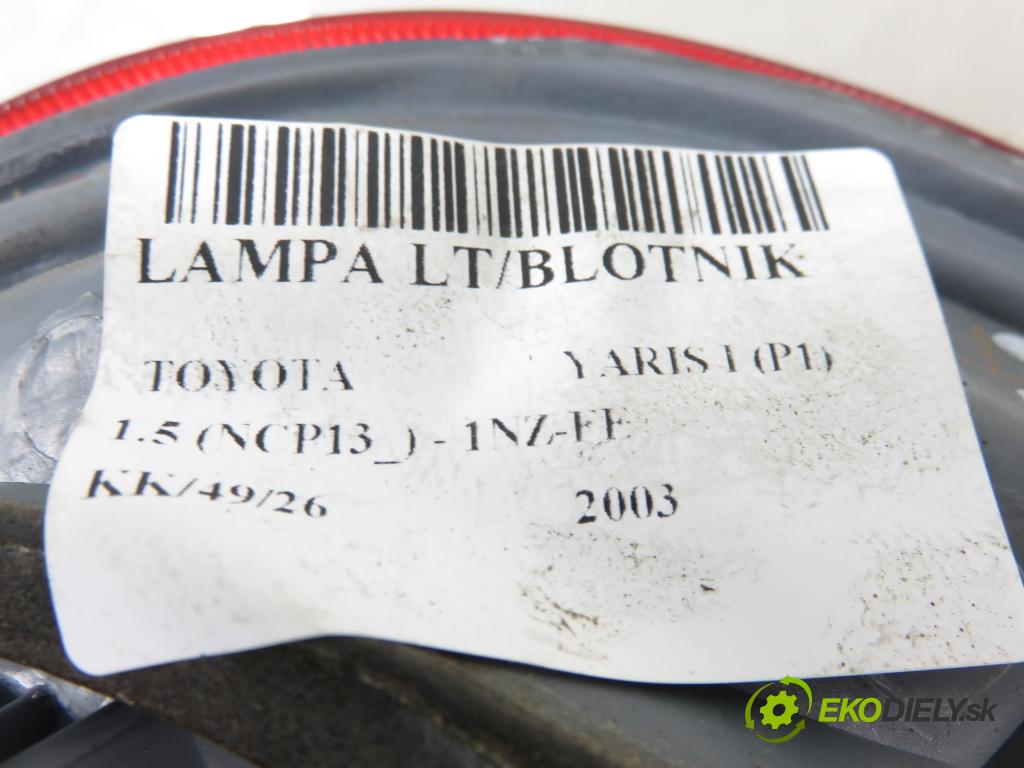 LAMPA LT/BLOTNIK
TOYOTA YARIS I (P1)
1.5 (NCP13_) - 1NZ-FE
KK/49/26 2003
EKODIELY.sk